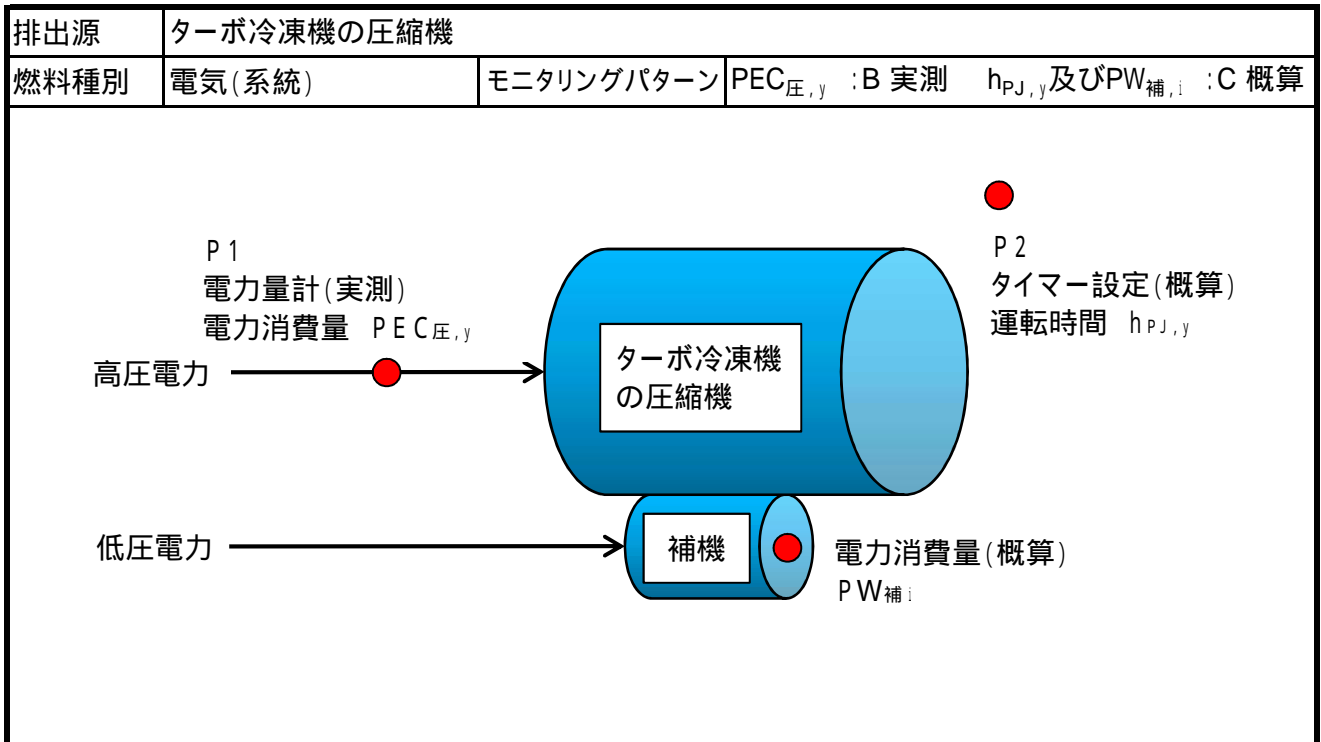 排出源 ターボ冷凍機の圧縮機
燃料種別 電気(系統) モニタリングパターン PEC圧,y :B 実測 hPJ,y及びPW補,i :C 概算
P1
電力量計(実測)
電力消費量 PEC圧,y
高圧電力
ターボ冷凍機
の圧縮機
P2
タイマー設定(概算)
運転時間 hPJ,y
低圧電力
補機
電力消費量(概算)
PW補i